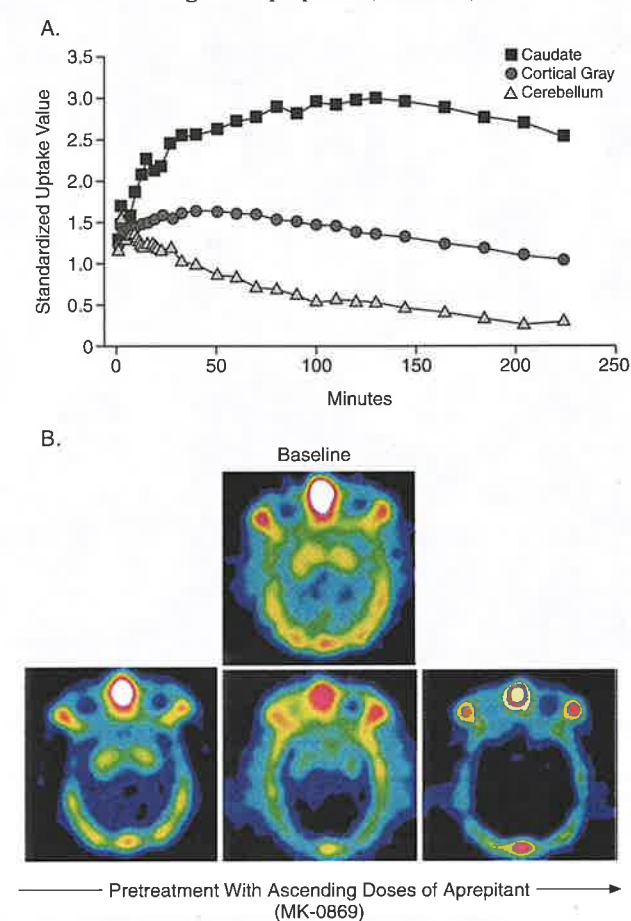 A.
3.5
3.0
2.5
2.0
1.5
1.0
0.5
0
Standardized Uptake Value
Caudate
Cortical Gray
Cerebellum
0 50 100 150 200 250
Minutes
B.
Baseline
Pretreatment With Ascending Doses of Aprepitant
(MK-0869)